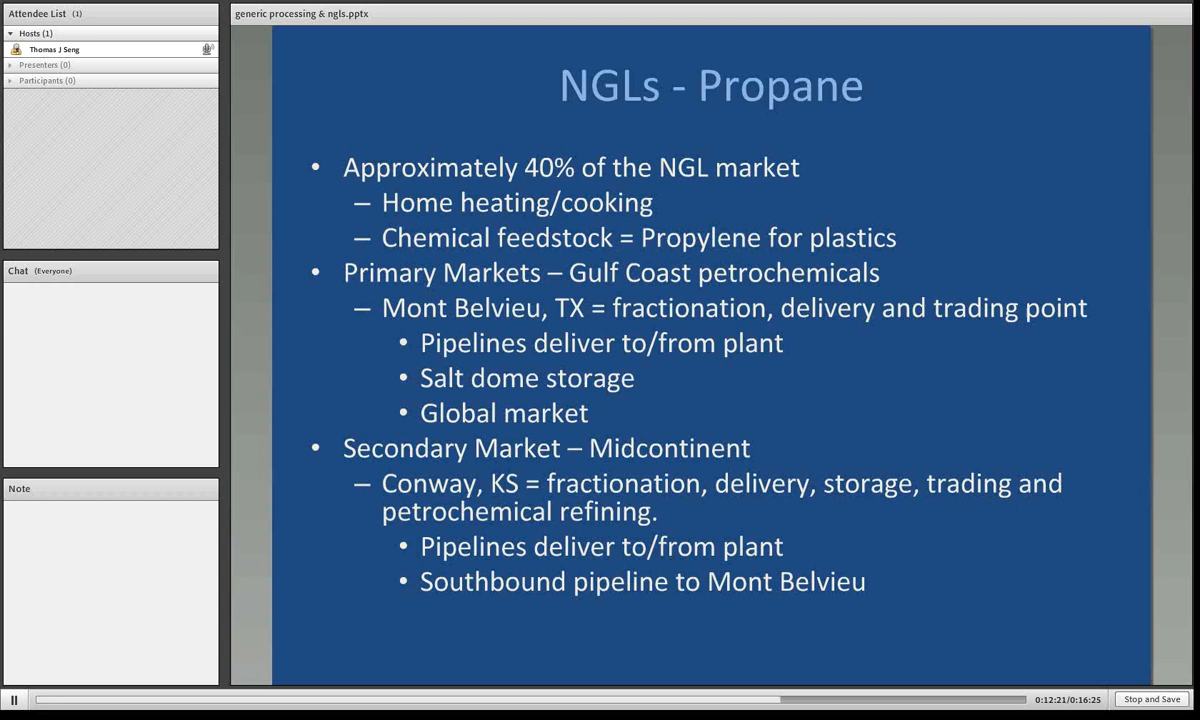 Attendee List (1)
Hosts (1)
Thomas J Seng
Presenters (0)
Participants (0)
Chat (Everyone)
Note
generic processing & ngls.pptx
NGLs - Propane
• Approximately 40% of the NGL market
– Home heating/cooking
– Chemical feedstock = Propylene for plastics
• Primary Markets – Gulf Coast petrochemicals
– Mont Belvieu, TX = fractionation, delivery and trading point
• Pipelines deliver to/from plant
• Salt dome storage
• Global market
• Secondary Market – Midcontinent
– Conway, KS = fractionation, delivery, storage, trading and
petrochemical refining.
• Pipelines deliver to/from plant
• Southbound pipeline to Mont Belvieu
0:12:21/0:16:25
Stop and Save